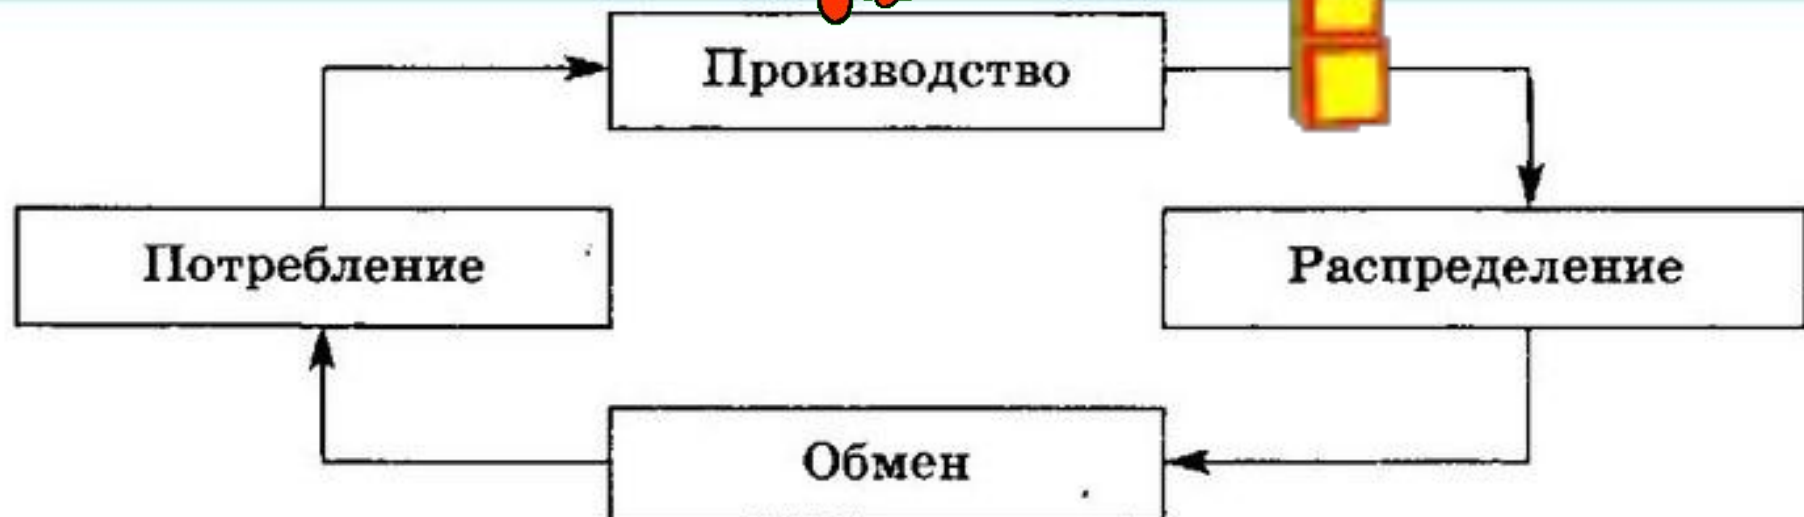 Производство
Потребление
Распределение
Обмен